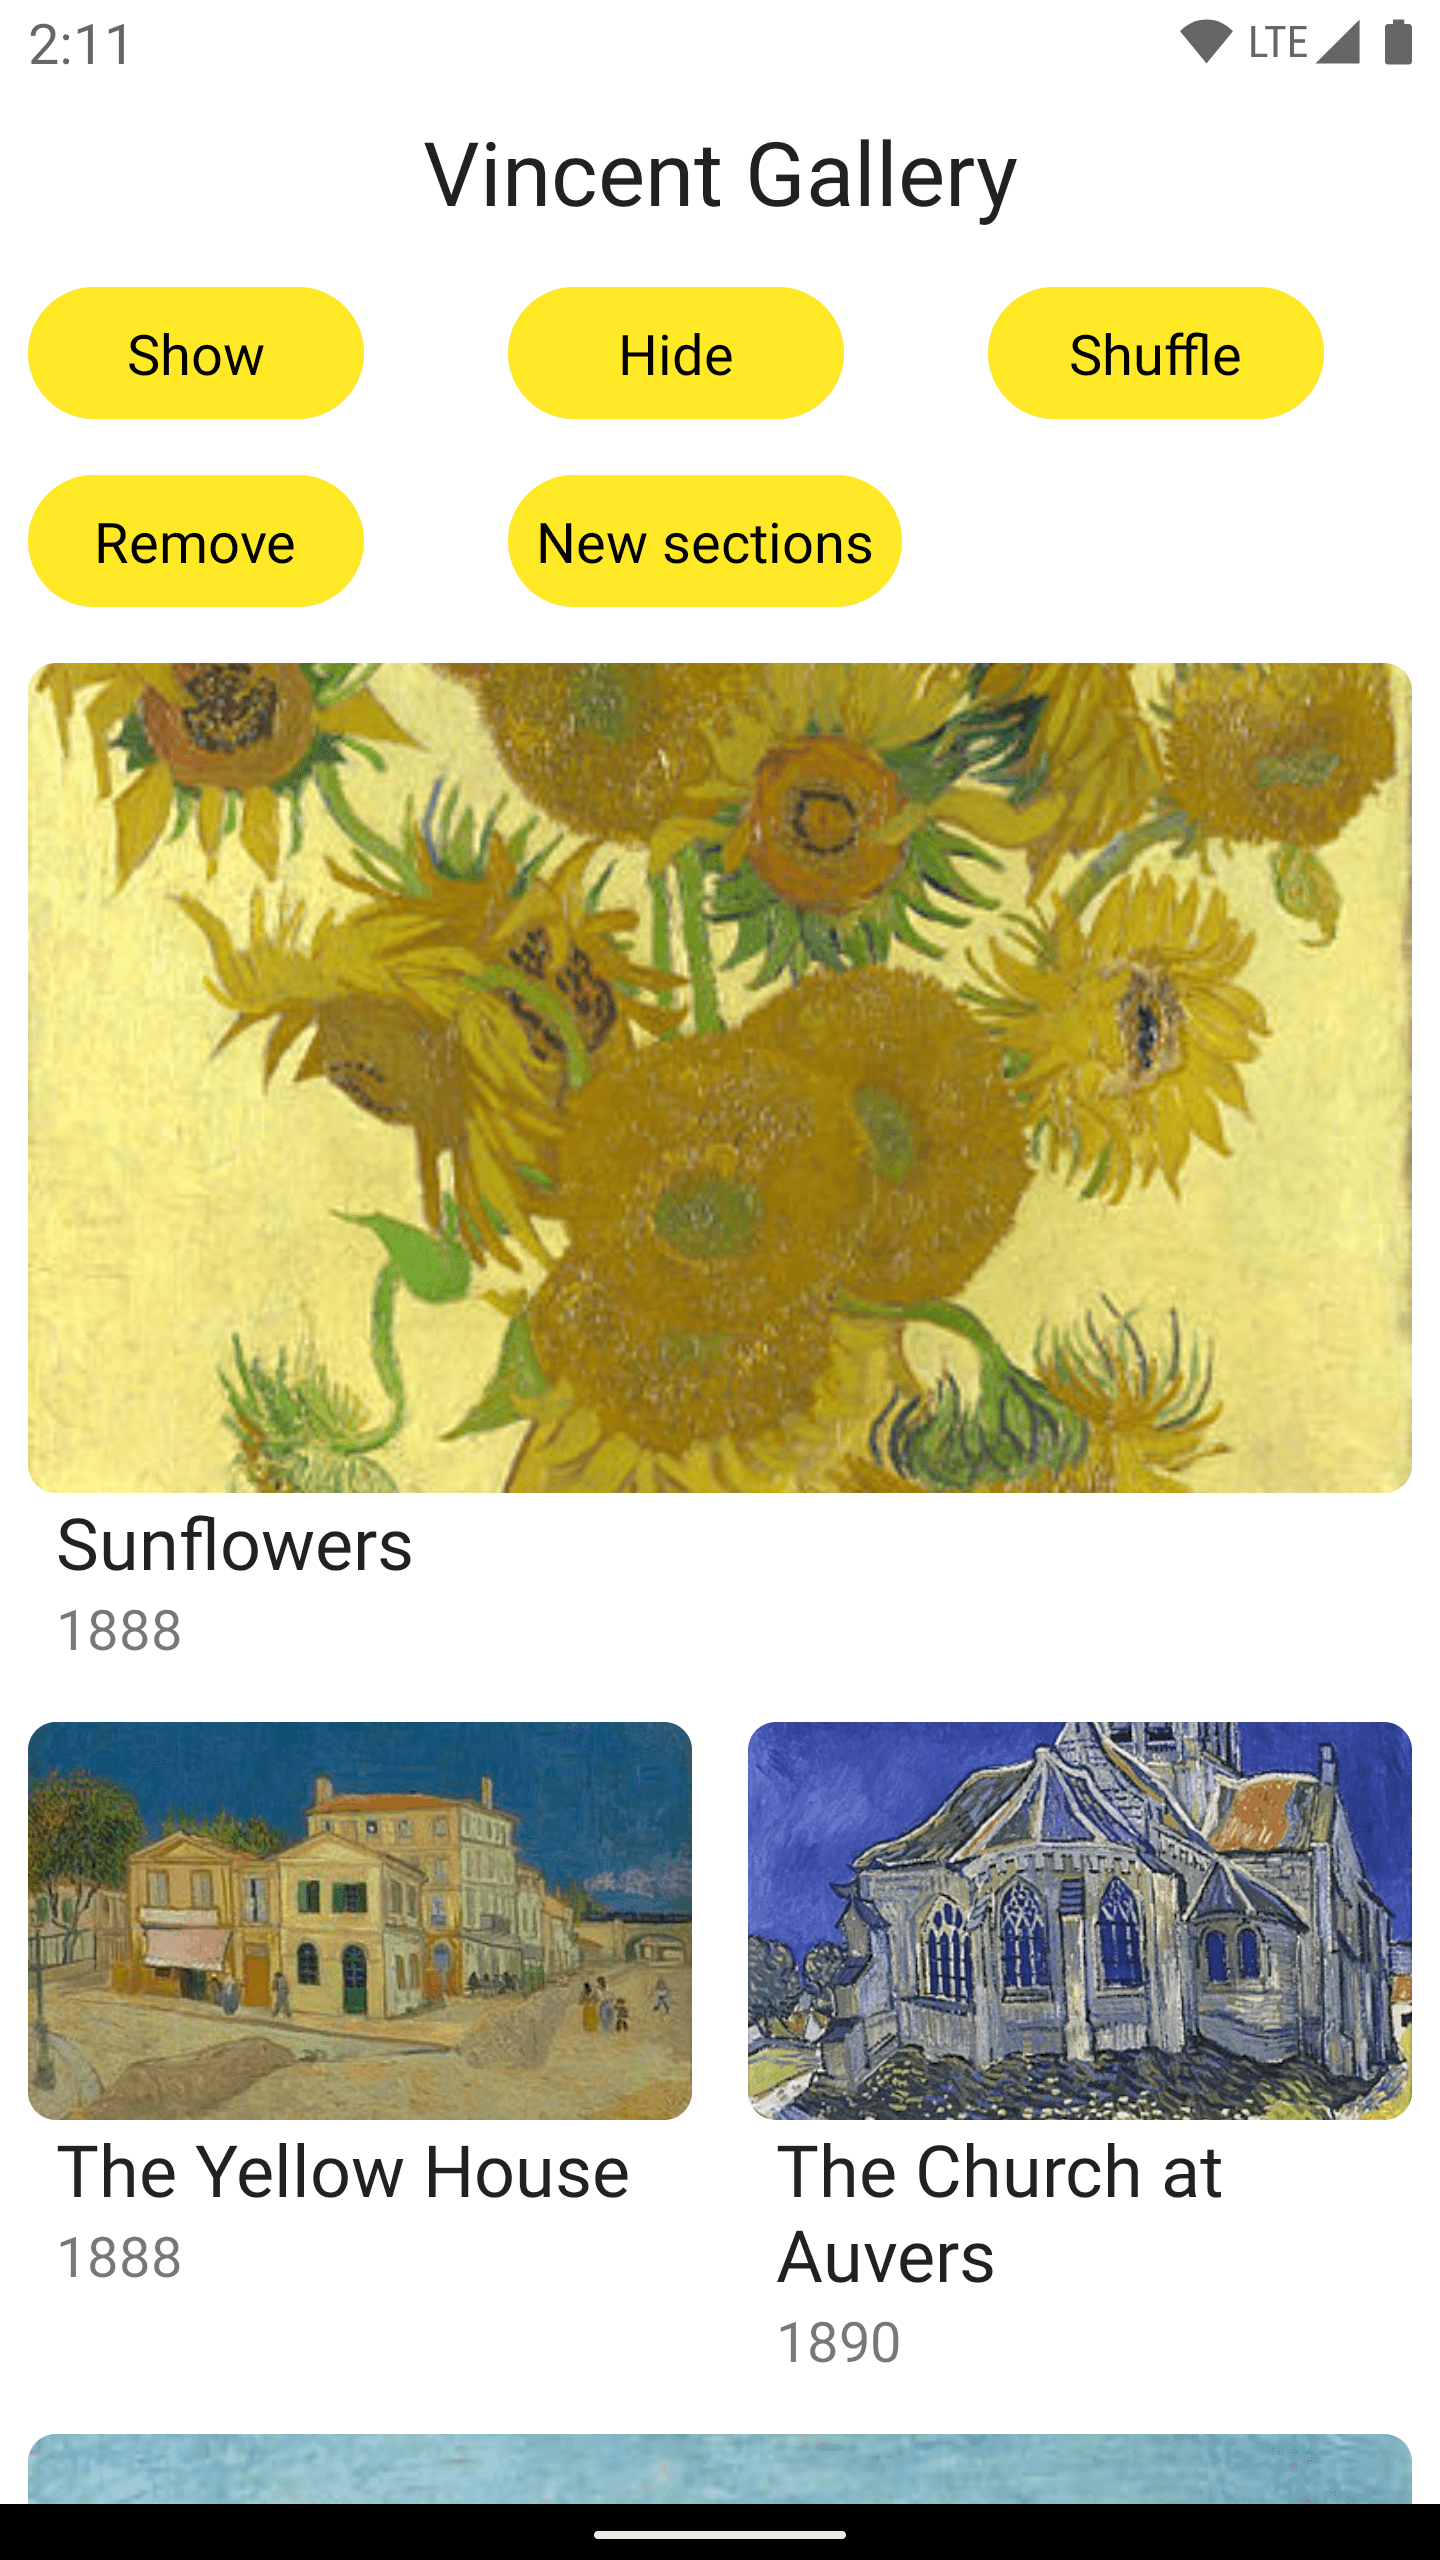 2:11 LTE
Vincent Gallery
Show Hide Shuffle
Remove New sections
Sunflowers
1888
The Yellow House
1888
The Church at
Auvers
1890